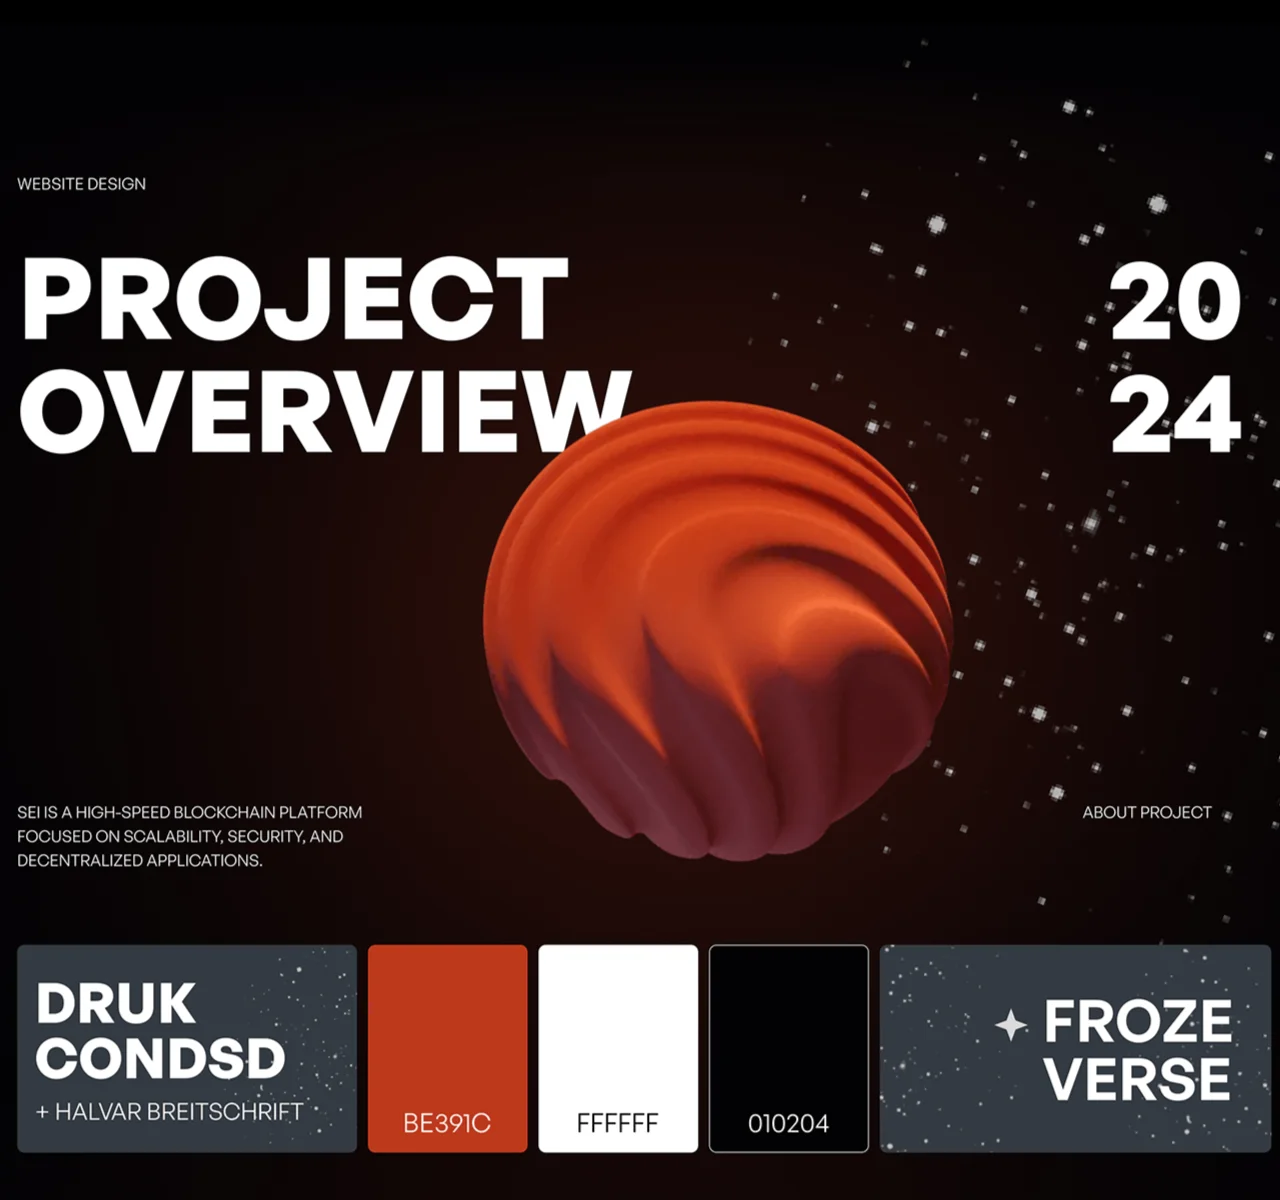 WEBSITE DESIGN
PROJECT
OVERVIEW
20
24
SEI IS A HIGH-SPEED BLOCKCHAIN PLATFORM
FOCUSED ON SCALABILITY, SECURITY, AND
DECENTRALIZED APPLICATIONS.
ABOUT PROJECT
DRUK
CONDSD
+ HALVAR BREITSCHRIFT
BE391C
FFFFFF
010204
FROZE
VERSE